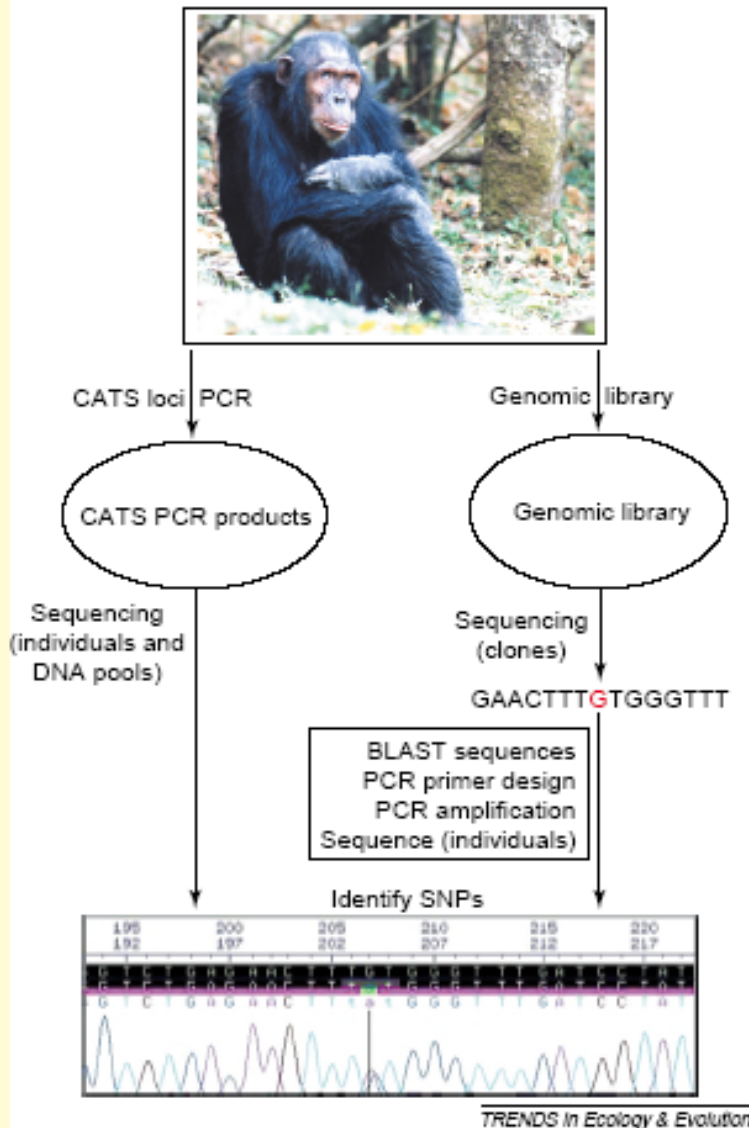 CATS loci PCR
Genomic library
CATS PCR products
Genomic library
Sequencing
(individuals and
DNA pools)
Sequencing
(clones)
GAACTTTGTGGGTTT
BLAST sequences
PCR primer design
PCR amplification
Sequence (individuals)
Identify SNPs
195 200 205 210 215 220
192 197 202 207 212 217
G T C T G A G A A C T T t a t G G G T T T G A T C C T A T
TRENDS in Ecology & Evolution